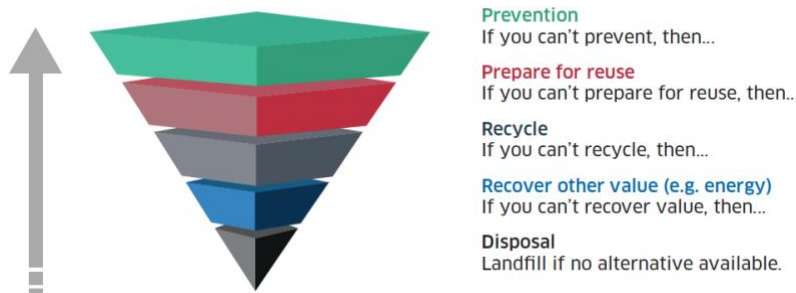 Prevention
If you can't prevent, then...
Prepare for reuse
If you can't prepare for reuse, then...
Recycle
If you can't recycle, then...
Recover other value (e.g. energy)
If you can't recover value, then...
Disposal
Landfill if no alternative available.